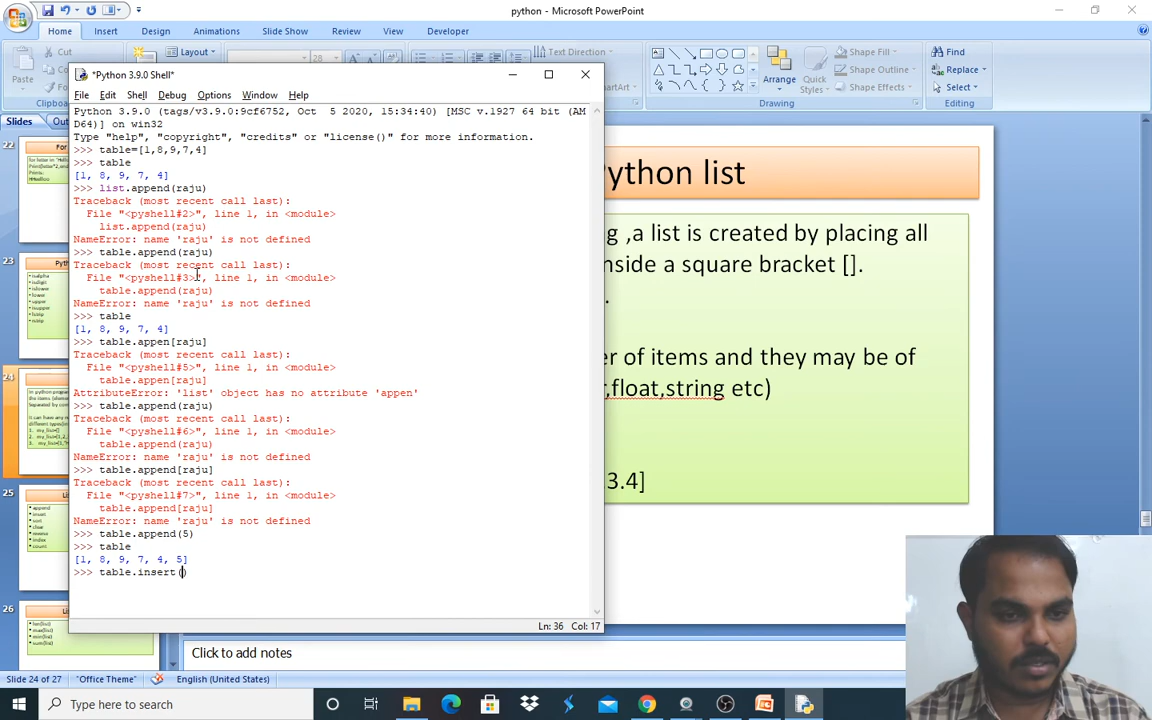 python - Microsoft PowerPoint
Home Insert Design Slide Show Animations Review View Developer
Cut
Paste
Layout
28
Text Direction
Arrange
Shape Fill
Shape Outline
Shape Effects
Find
Replace
Select
Drawing
Editing
*Python 3.9.0 Shell*
File Edit Shell Debug Options Window Help
Python 3.9.0 (tags/v3.9.0:9cf6752, Oct  5 2020, 15:34:40) [MSC v.1927 64 bit (AM
D64)] on win32
Type "help", "copyright", "credits" or "license()" for more information.
>>> table=[1,8,9,7,4]
>>> table
[1, 8, 9, 7, 4]
>>> list.append(raju)
Traceback (most recent call last):
  File "<pyshell#2>", line 1, in <module>
    list.append(raju)
NameError: name 'raju' is not defined
>>> table.append(raju)
Traceback (most recent call last):
  File "<pyshell#3>", line 1, in <module>
    table.append(raju)
NameError: name 'raju' is not defined
>>> table
[1, 8, 9, 7, 4]
>>> table.appen[raju]
Traceback (most recent call last):
  File "<pyshell#5>", line 1, in <module>
    table.appen[raju]
AttributeError: 'list' object has no attribute 'appen'
>>> table.append(raju)
Traceback (most recent call last):
  File "<pyshell#6>", line 1, in <module>
    table.append(raju)
NameError: name 'raju' is not defined
>>> table.append[raju]
Traceback (most recent call last):
  File "<pyshell#7>", line 1, in <module>
    table.append[raju]
NameError: name 'raju' is not defined
>>> table.append(5)
>>> table
[1, 8, 9, 7, 4, 5]
>>> table.insert()
Ln: 36 Col: 17
Slides
22
23
24
25
26
Python list
,a list is created by placing all
inside a square bracket [].
of items and they may be of
,float,string etc)
3.4]
Click to add notes
Slide 24 of 27 "Office Theme" English (United States)
Type here to search